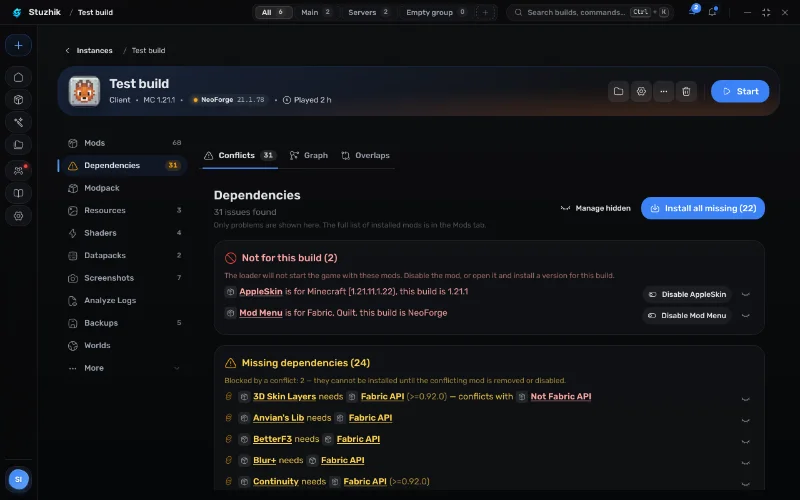 Stuzhik / Test build
All 6 Main 2 Servers 2 Empty group 0 +
Search builds, commands... Ctrl + K
2
Instances / Test build
Test build
Client • MC 1.21.1 • NeoForge 21.1.78 • Played 2 h
Start
Mods 68
Dependencies 31
Modpack
Resources 3
Shaders 4
Datapacks 2
Screenshots 7
Analyze Logs
Backups 5
Worlds
More
Conflicts 31 Graph Overlaps
Dependencies
31 issues found
Only problems are shown here. The full list of installed mods is in the Mods tab.
Manage hidden
Install all missing (22)
Not for this build (2)
The loader will not start the game with these mods. Disable the mod, or open it and install a version for this build.
AppleSkin is for Minecraft [1.21.11,1.22), this build is 1.21.1
Disable AppleSkin
Mod Menu is for Fabric, Quilt, this build is NeoForge
Disable Mod Menu
Missing dependencies (24)
Blocked by a conflict: 2 — they cannot be installed until the conflicting mod is removed or disabled.
3D Skin Layers needs Fabric API (>=0.92.0) — conflicts with Not Fabric API
Anvian's Lib needs Fabric API
BetterF3 needs Fabric API
Blur+ needs Fabric API
Continuity needs Fabric API (>=0.92.0)
SI